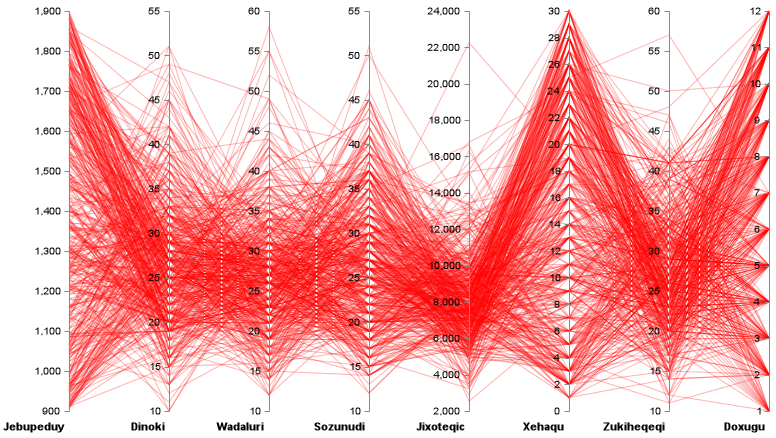 1,900 55 60 55 24,000 30 60 12
1,800 50 55 50 22,000 28 55 11
1,700 45 50 45 20,000 26 50 10
1,600 40 45 40 18,000 24 45 9
1,500 35 40 35 16,000 22 40 8
1,400 30 35 30 14,000 20 35 7
1,300 25 30 25 12,000 18 30 6
1,200 20 25 20 10,000 16 25 5
1,100 15 20 15 8,000 14 20 4
1,000 10 15 10 6,000 12 15 3
900 10 4,000 10 10 2
2,000 8 1
6
4
2
0
Jebupeduy Dinoki Wadaluri Sozunudi Jixoteqic Xehaqu Zukiheqeqi Doxugu